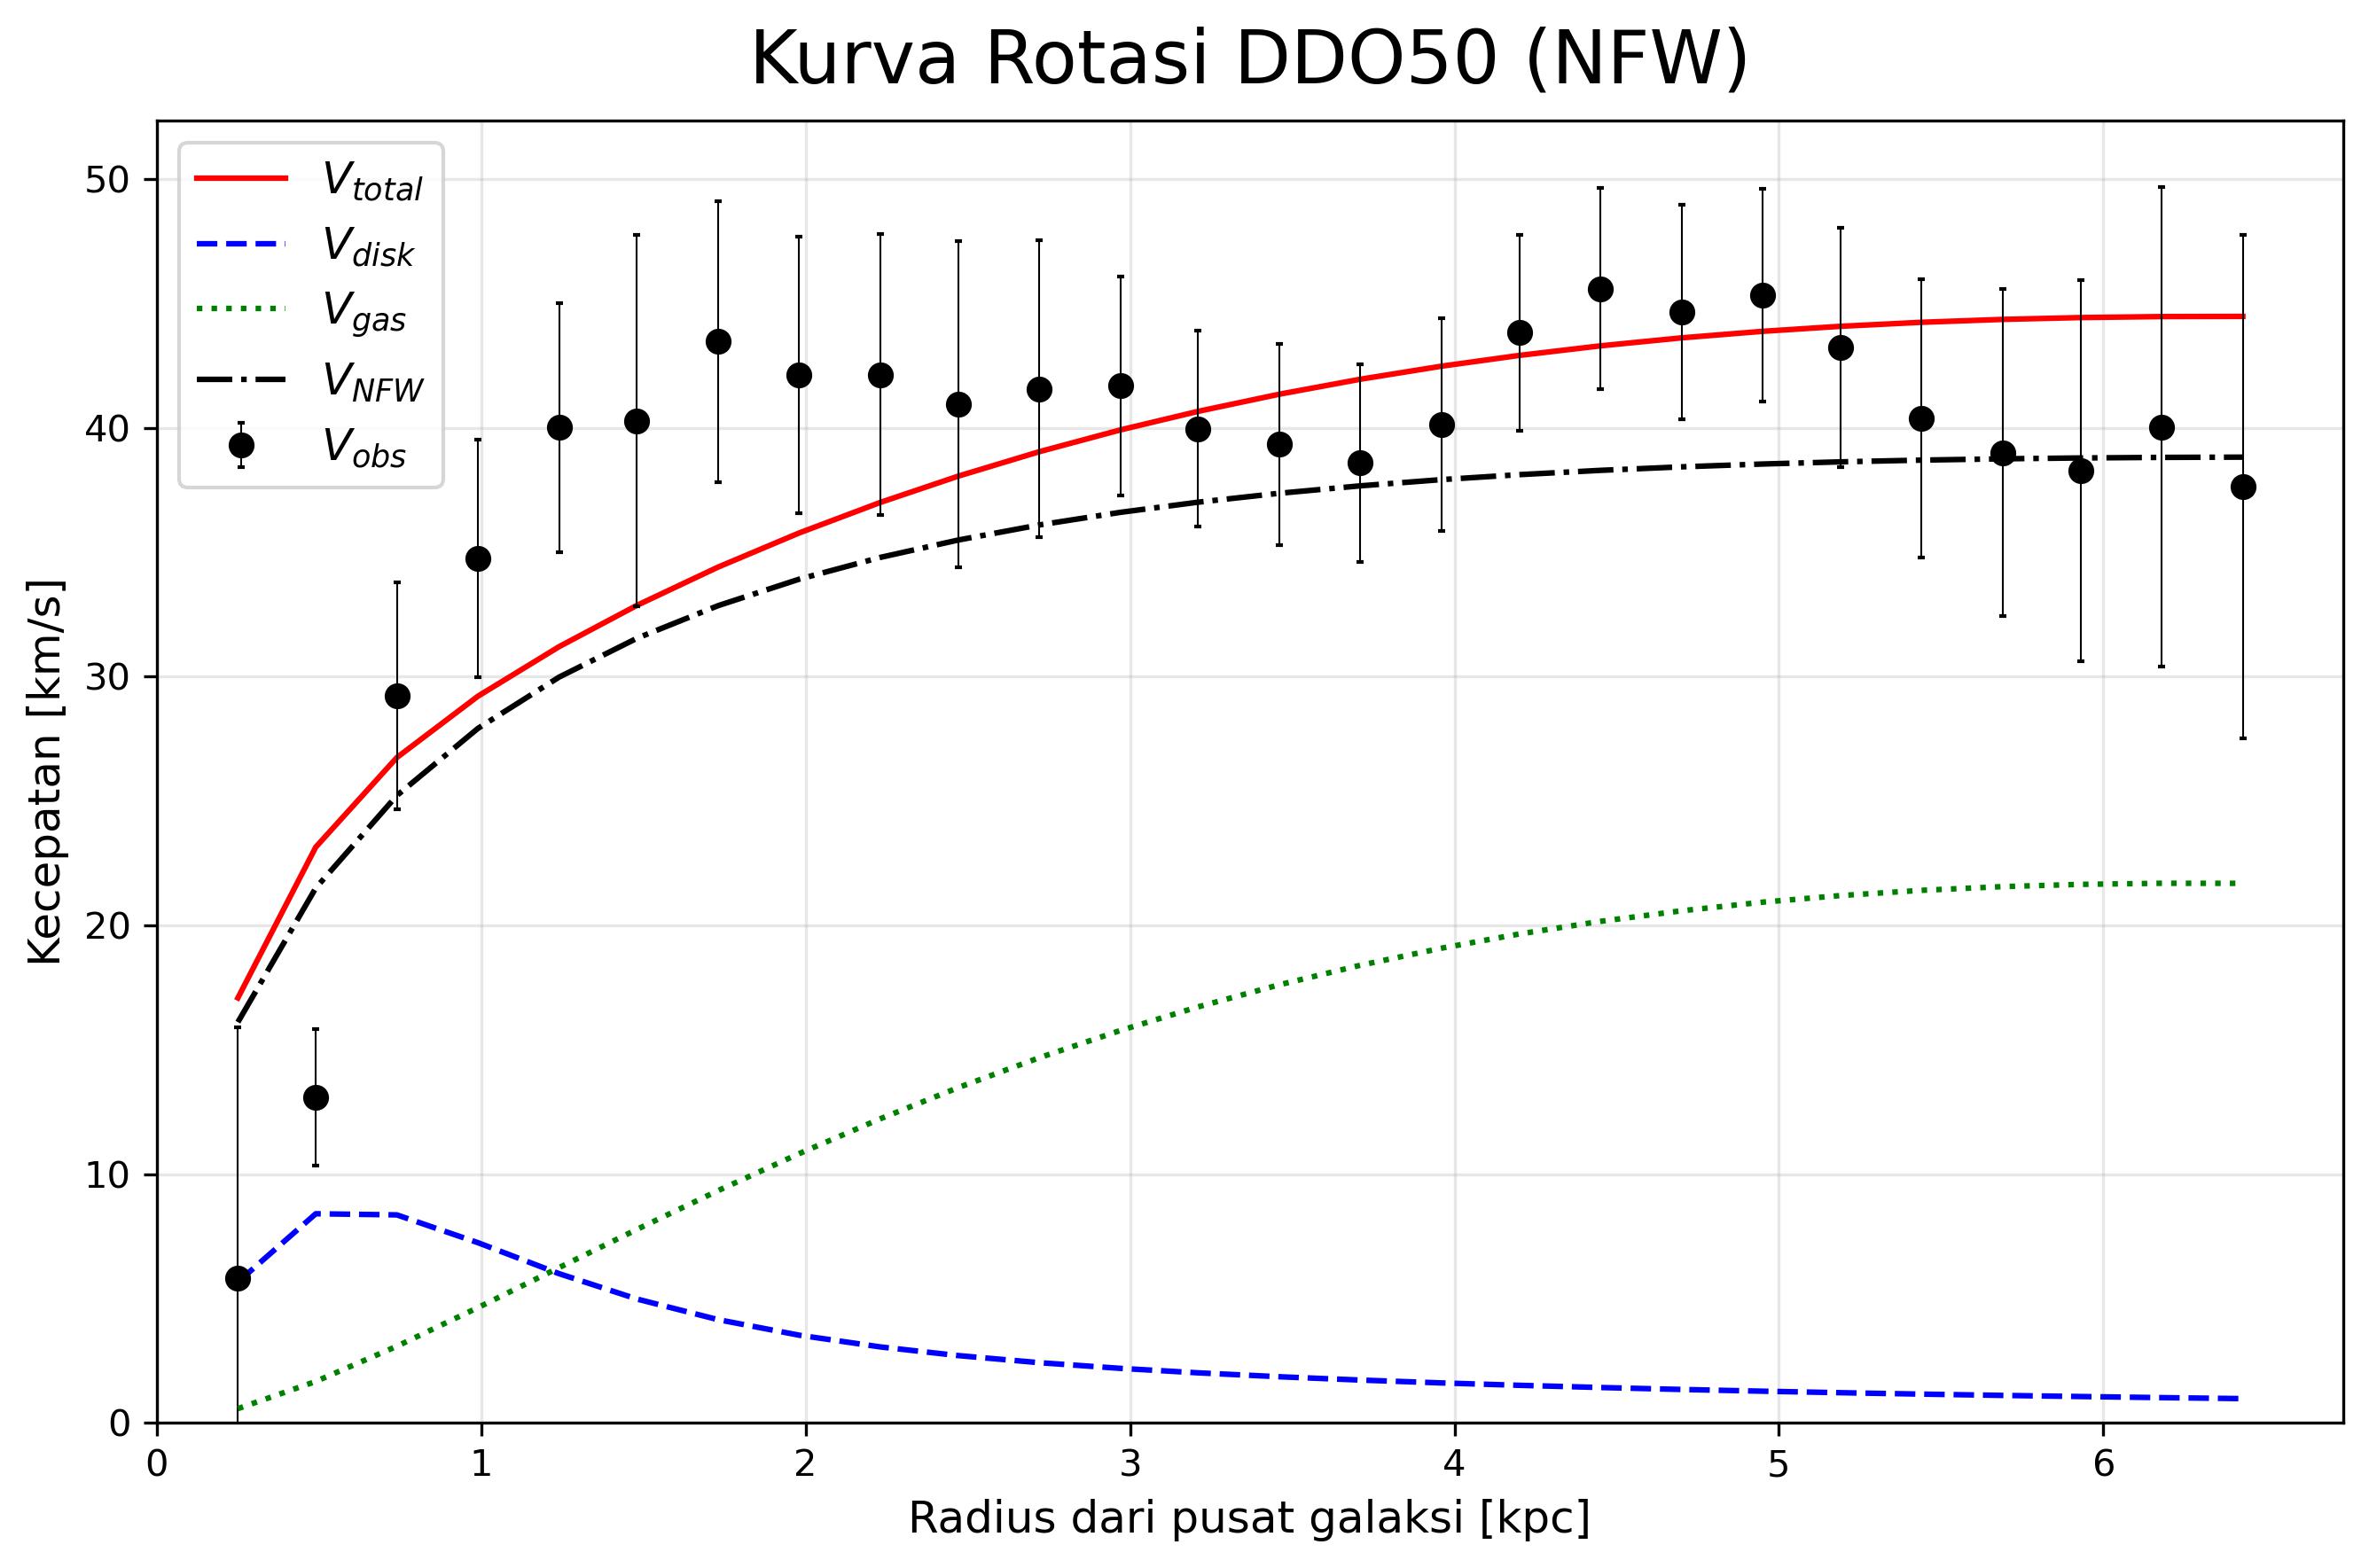 Kurva Rotasi DDO50 (NFW)
V_total
V_disk
V_gas
V_NFW
V_obs
50
40
30
20
10
0
Kecepatan [km/s]
0 1 2 3 4 5 6
Radius dari pusat galaksi [kpc]